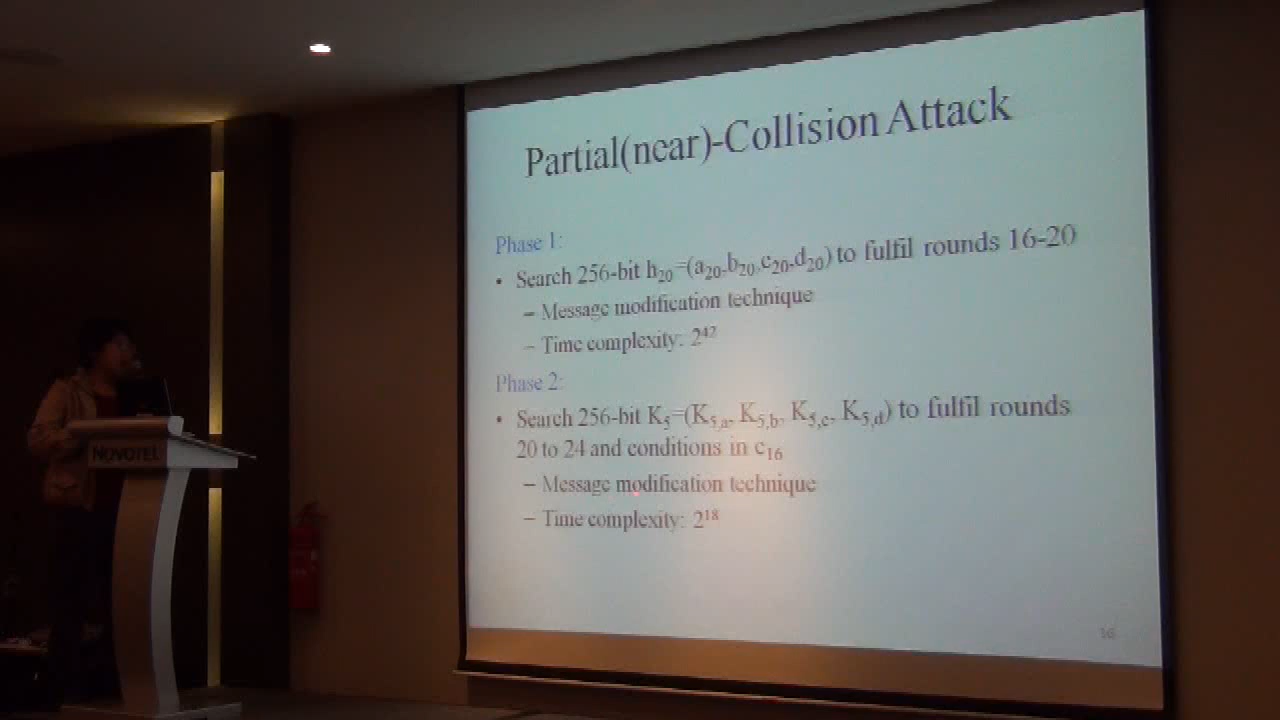 Partial(near)-Collision Attack
Phase 1:
• Search 256-bit h₂₀=(a₂₀,b₂₀,c₂₀,d₂₀) to fulfil rounds 16-20
– Message modification technique
– Time complexity: 2⁴²
Phase 2:
• Search 256-bit K₅=(K₅,ₐ, K₅,b, K₅,c, K₅,d) to fulfil rounds
20 to 24 and conditions in c₁₆
– Message modification technique
– Time complexity: 2¹⁸
16
NOVOTEL